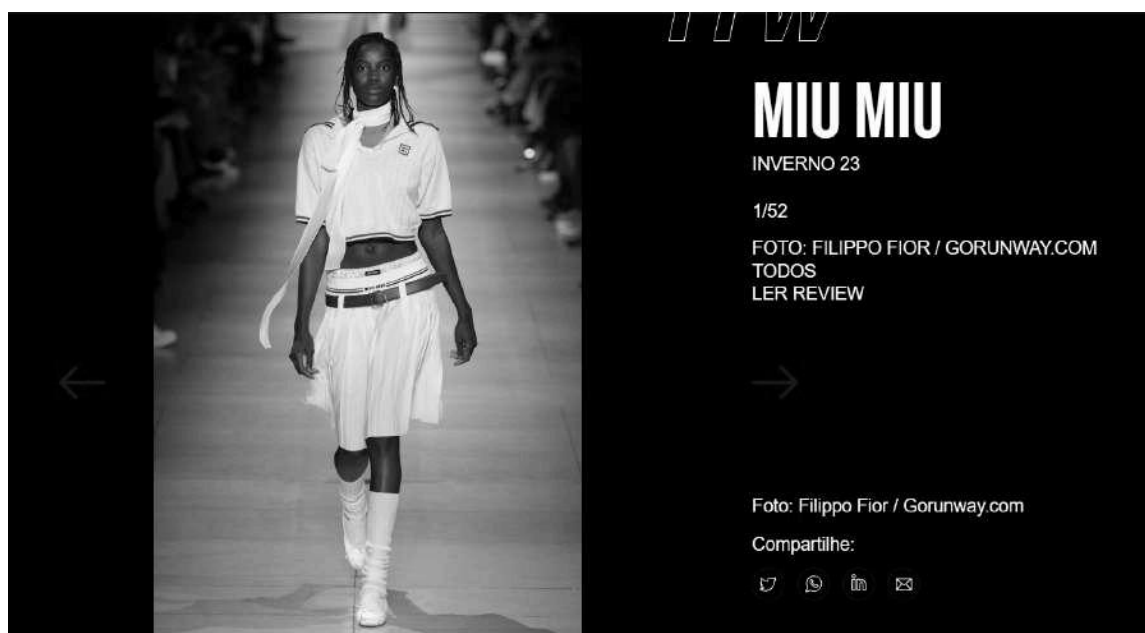 FFW
MIU MIU
INVERNO 23
1/52
FOTO: FILIPPO FIOR / GORUNWAY.COM
TODOS
LER REVIEW
Foto: Filippo Fior / Gorunway.com
Compartilhe: